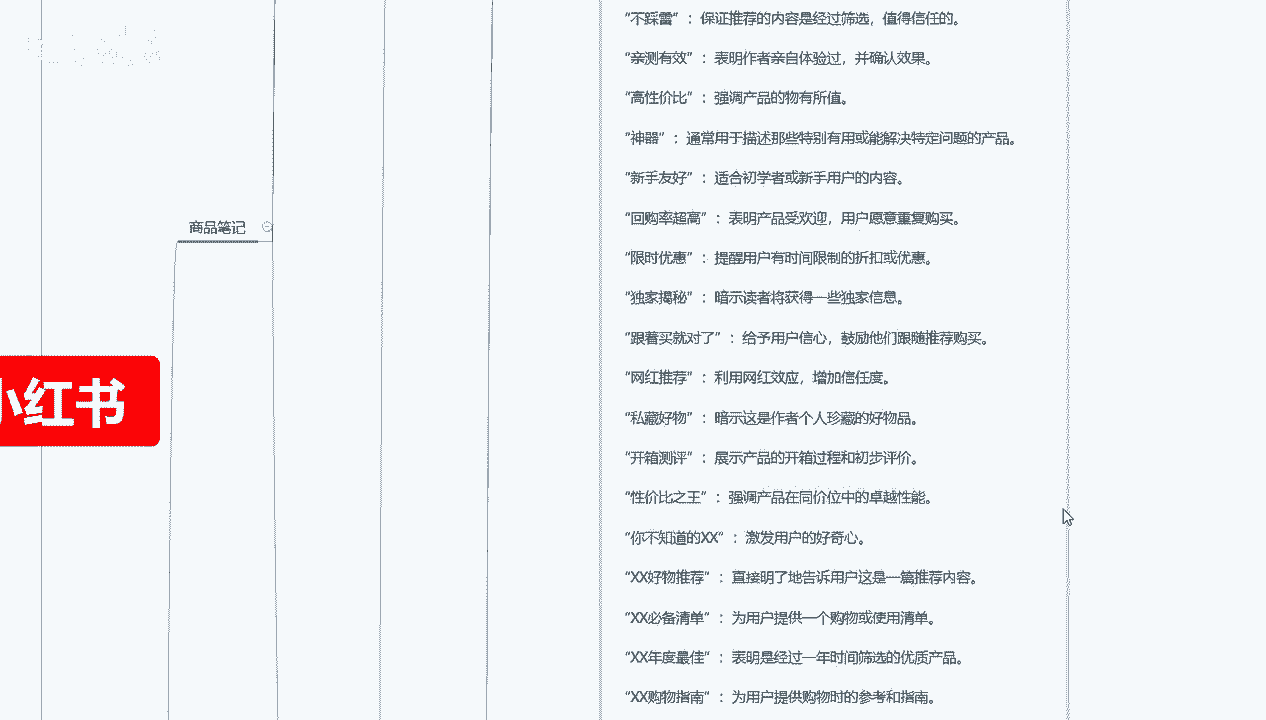 "不踩雷"：保证推荐的内容是经过筛选，值得信任的。
"亲测有效"：表明作者亲自体验过，并确认效果。
"高性价比"：强调产品的物有所值。
"神器"：通常用于描述那些特别有用或能解决特定问题的产品。
"新手友好"：适合初学者或新手用户的内容。
"回购率超高"：表明产品受欢迎，用户愿意重复购买。
商品笔记
"限时优惠"：提醒用户有时间限制的折扣或优惠。
"独家揭秘"：暗示读者将获得一些独家信息。
"跟着买就对了"：给予用户信心，鼓励他们跟随推荐购买。
"网红推荐"：利用网红效应，增加信任度。
小红书
"私藏好物"：暗示这是作者个人珍藏的好物品。
"开箱测评"：展示产品的开箱过程和初步评价。
"性价比之王"：强调产品在同价位中的卓越性能。
"你不知道的XX"：激发用户的好奇心。
"XX好物推荐"：直接明了地告诉用户这是一篇推荐内容。
"XX必备清单"：为用户提供一个购物或使用清单。
"XX年度最佳"：表明是经过一年时间筛选的优质产品。
"XX购物指南"：为用户提供购物时的参考和指南。